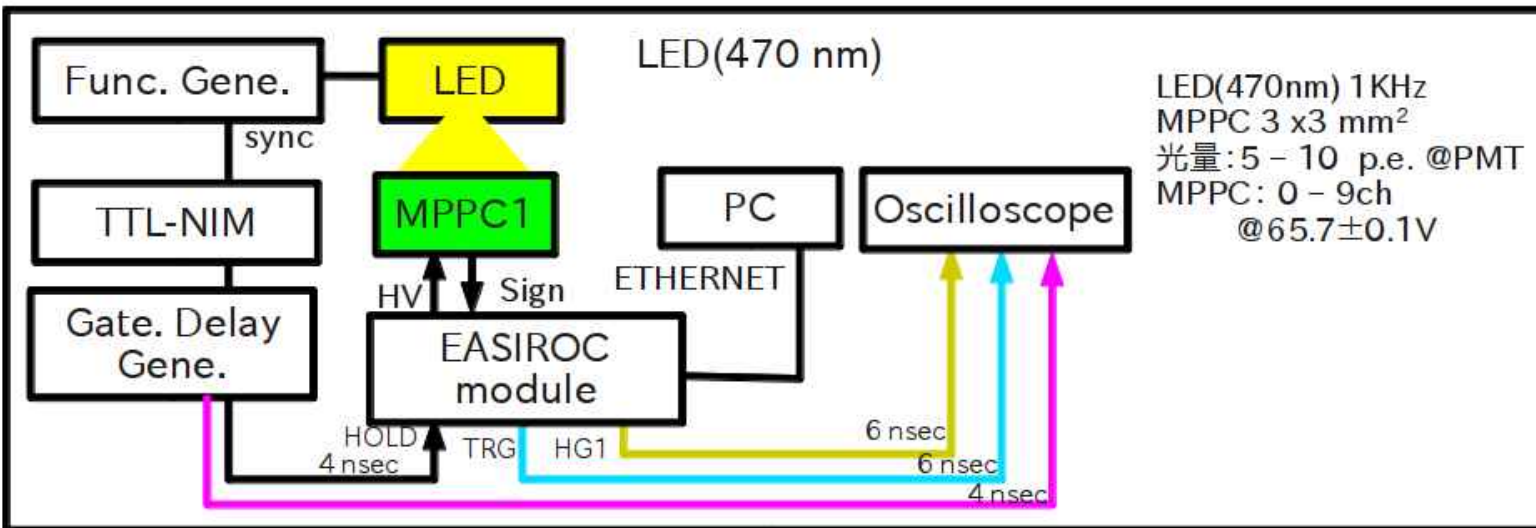 LED(470 nm)
Func. Gene.
LED
sync
TTL-NIM
MPPC1
PC
Oscilloscope
LED(470nm) 1KHz
MPPC 3 x3 mm²
光量:5 – 10 p.e. @PMT
MPPC: 0 – 9ch
@65.7±0.1V
HV
Sign
ETHERNET
Gate. Delay
Gene.
EASIROC
module
HOLD
4 nsec
TRG
HG1
6 nsec
6 nsec
4 nsec